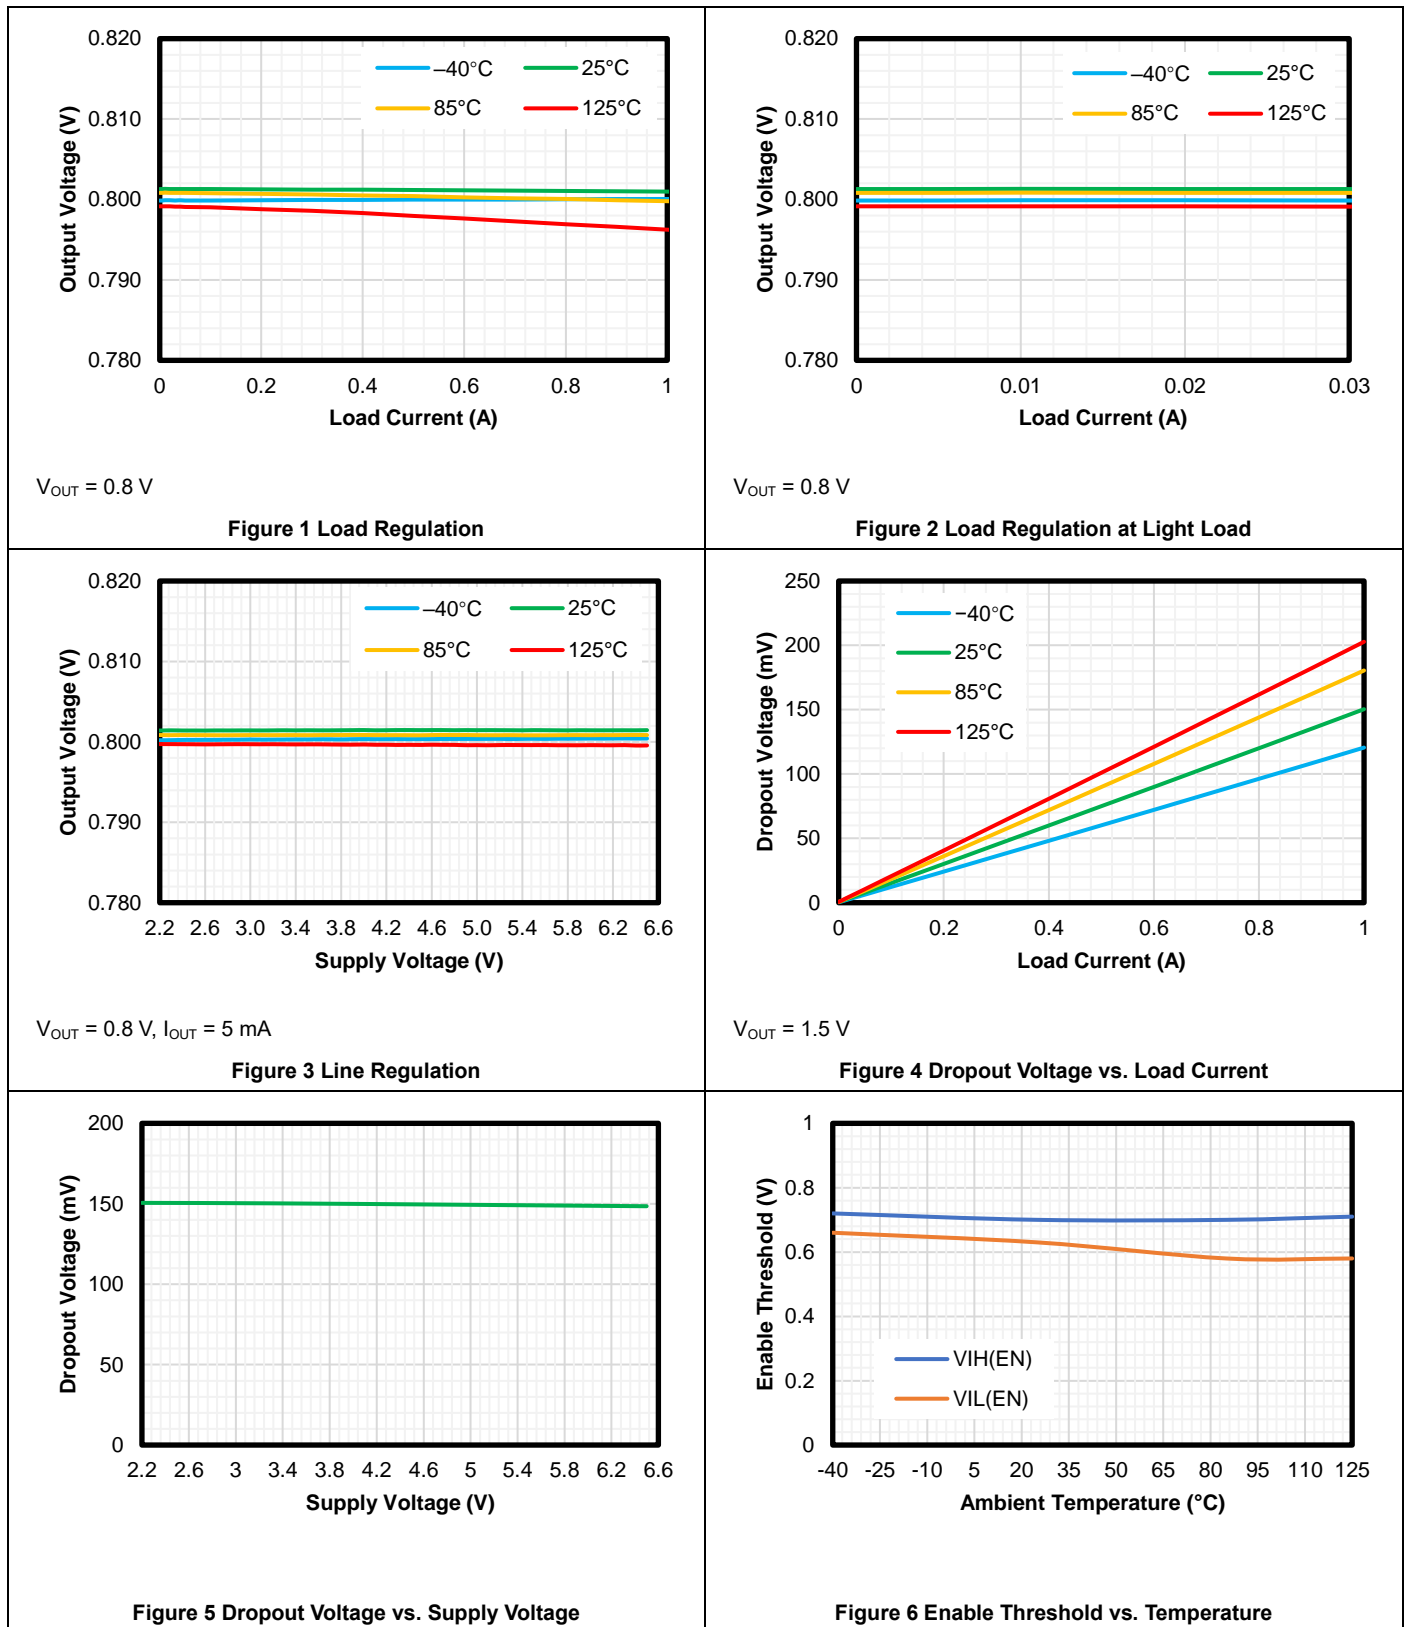 0.820
0.810
0.800
0.790
0.780
Output Voltage (V)
–40°C
25°C
85°C
125°C
0 0.2 0.4 0.6 0.8 1
Load Current (A)
VOUT = 0.8 V
Figure 1 Load Regulation
0.820
0.810
0.800
0.790
0.780
Output Voltage (V)
–40°C
25°C
85°C
125°C
0 0.01 0.02 0.03
Load Current (A)
VOUT = 0.8 V
Figure 2 Load Regulation at Light Load
0.820
0.810
0.800
0.790
0.780
Output Voltage (V)
–40°C
25°C
85°C
125°C
2.2 2.6 3.0 3.4 3.8 4.2 4.6 5.0 5.4 5.8 6.2 6.6
Supply Voltage (V)
VOUT = 0.8 V, IOUT = 5 mA
Figure 3 Line Regulation
250
200
150
100
50
0
Dropout Voltage (mV)
−40°C
25°C
85°C
125°C
0 0.2 0.4 0.6 0.8 1
Load Current (A)
VOUT = 1.5 V
Figure 4 Dropout Voltage vs. Load Current
200
150
100
50
0
Dropout Voltage (mV)
2.2 2.6 3 3.4 3.8 4.2 4.6 5 5.4 5.8 6.2 6.6
Supply Voltage (V)
Figure 5 Dropout Voltage vs. Supply Voltage
1
0.8
0.6
0.4
0.2
0
Enable Threshold (V)
VIH(EN)
VIL(EN)
-40 -25 -10 5 20 35 50 65 80 95 110 125
Ambient Temperature (°C)
Figure 6 Enable Threshold vs. Temperature